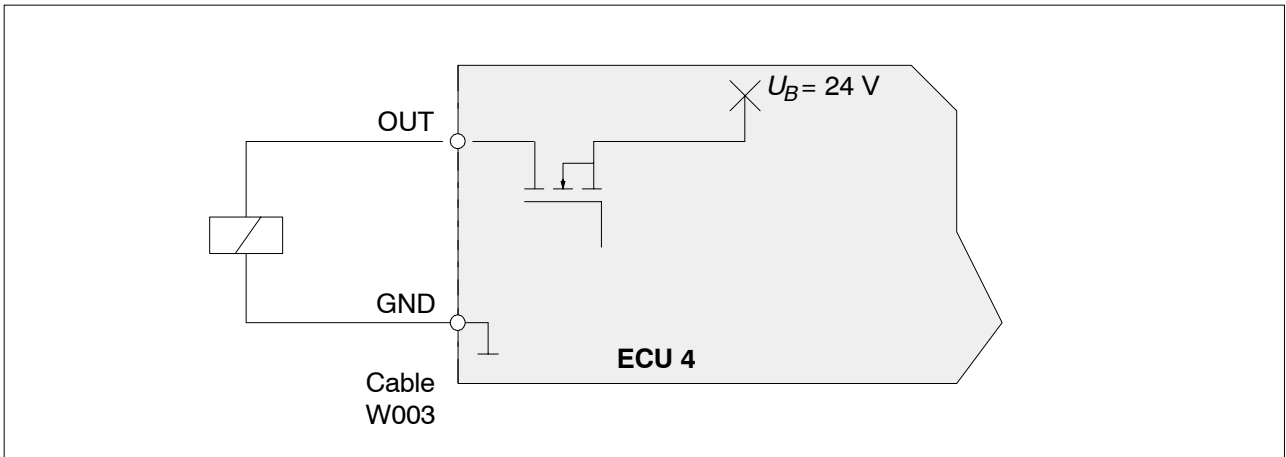 U_B = 24 V
OUT
GND
ECU 4
Cable
W003